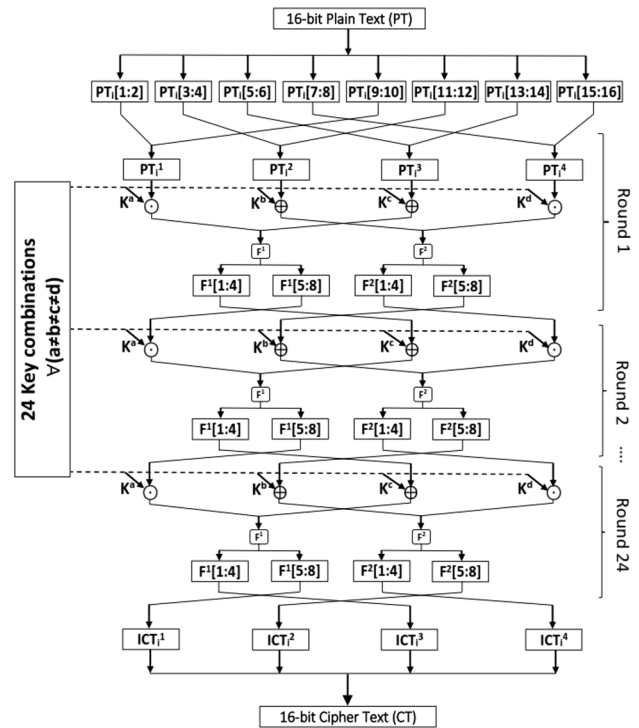 16-bit Plain Text (PT)
PTᵢ[1:2] PTᵢ[3:4] PTᵢ[5:6] PTᵢ[7:8] PTᵢ[9:10] PTᵢ[11:12] PTᵢ[13:14] PTᵢ[15:16]
PTᵢ¹ PTᵢ² PTᵢ³ PTᵢ⁴
Kᵃ Kᵇ Kᶜ Kᵈ
F¹ F²
F¹[1:4] F¹[5:8] F²[1:4] F²[5:8]
Round 1
24 Key combinations
∀(a≠b≠c≠d)
Kᵃ Kᵇ Kᶜ Kᵈ
F¹ F²
F¹[1:4] F¹[5:8] F²[1:4] F²[5:8]
Round 2
.....
Kᵃ Kᵇ Kᶜ Kᵈ
F¹ F²
F¹[1:4] F¹[5:8] F²[1:4] F²[5:8]
Round 24
ICTᵢ¹ ICTᵢ² ICTᵢ³ ICTᵢ⁴
16-bit Cipher Text (CT)